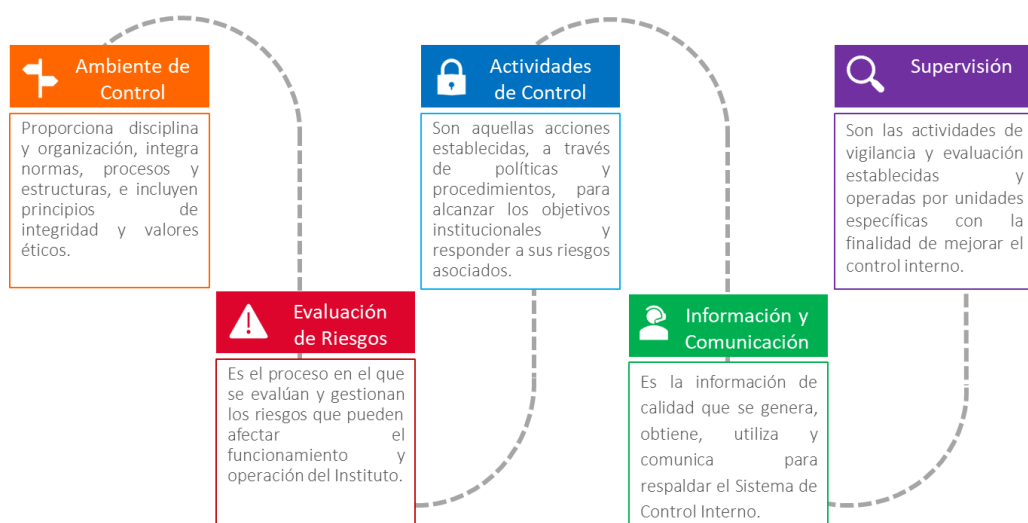 Ambiente de
Control
Proporciona disciplina
y organización, integra
normas, procesos y
estructuras, e incluyen
principios de
integridad y valores
éticos.
Evaluación
de Riesgos
Es el proceso en el que
se evalúan y gestionan
los riesgos que pueden
afectar el
funcionamiento y
operación del Instituto.
Actividades
de Control
Son aquellas acciones
establecidas, a través
de políticas y
procedimientos, para
alcanzar los objetivos
institucionales y
responder a sus riesgos
asociados.
Información y
Comunicación
Es la información de
calidad que se genera,
obtiene, utiliza y
comunica para
respaldar el Sistema de
Control Interno.
Supervisión
Son las actividades de
vigilancia y evaluación
establecidas y
operadas por unidades
específicas con la
finalidad de mejorar el
control interno.